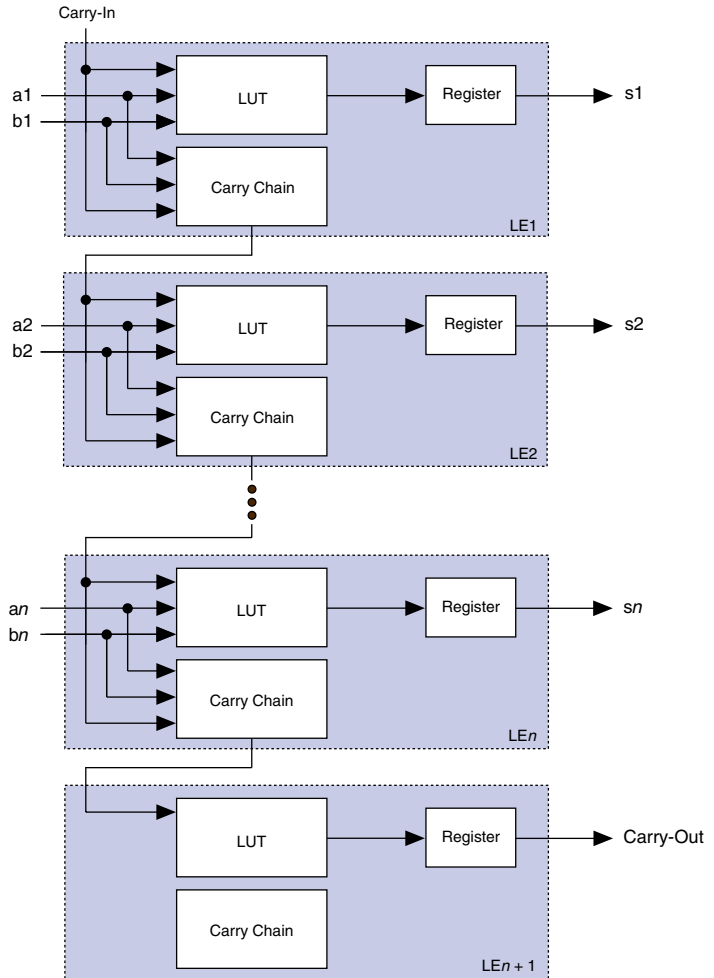 Carry-In
a1
b1
LUT
Register
s1
Carry Chain
LE1
a2
b2
LUT
Register
s2
Carry Chain
LE2
an
bn
LUT
Register
sn
Carry Chain
LEn
LUT
Register
Carry-Out
Carry Chain
LEn + 1